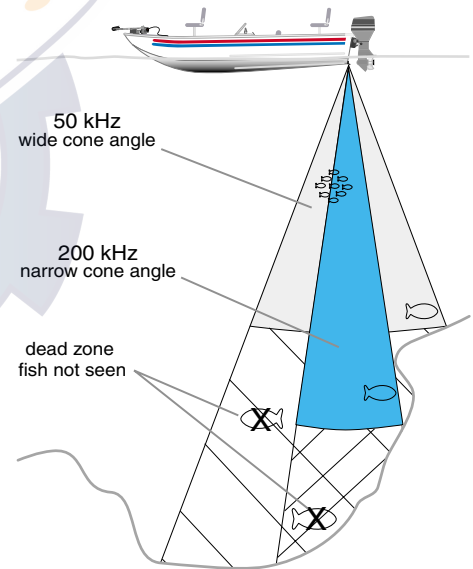 50 kHz
wide cone angle
200 kHz
narrow cone angle
dead zone
fish not seen
X
X